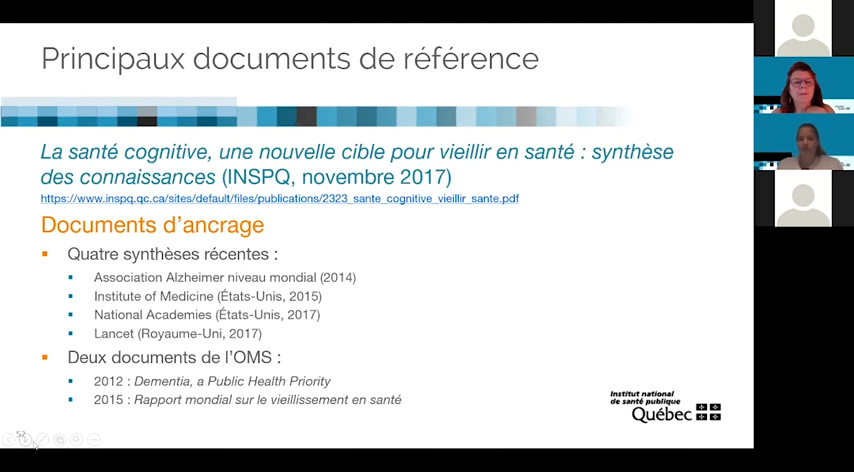 Principaux documents de référence
La santé cognitive, une nouvelle cible pour vieillir en santé : synthèse
des connaissances (INSPQ, novembre 2017)
https://www.inspq.qc.ca/sites/default/files/publications/2323_sante_cognitive_vieillir_sante.pdf
Documents d'ancrage
Quatre synthèses récentes :
Association Alzheimer niveau mondial (2014)
Institute of Medicine (États-Unis, 2015)
National Academies (États-Unis, 2017)
Lancet (Royaume-Uni, 2017)
Deux documents de l'OMS :
2012 : Dementia, a Public Health Priority
2015 : Rapport mondial sur le vieillissement en santé
Institut national
de santé publique
Québec
52